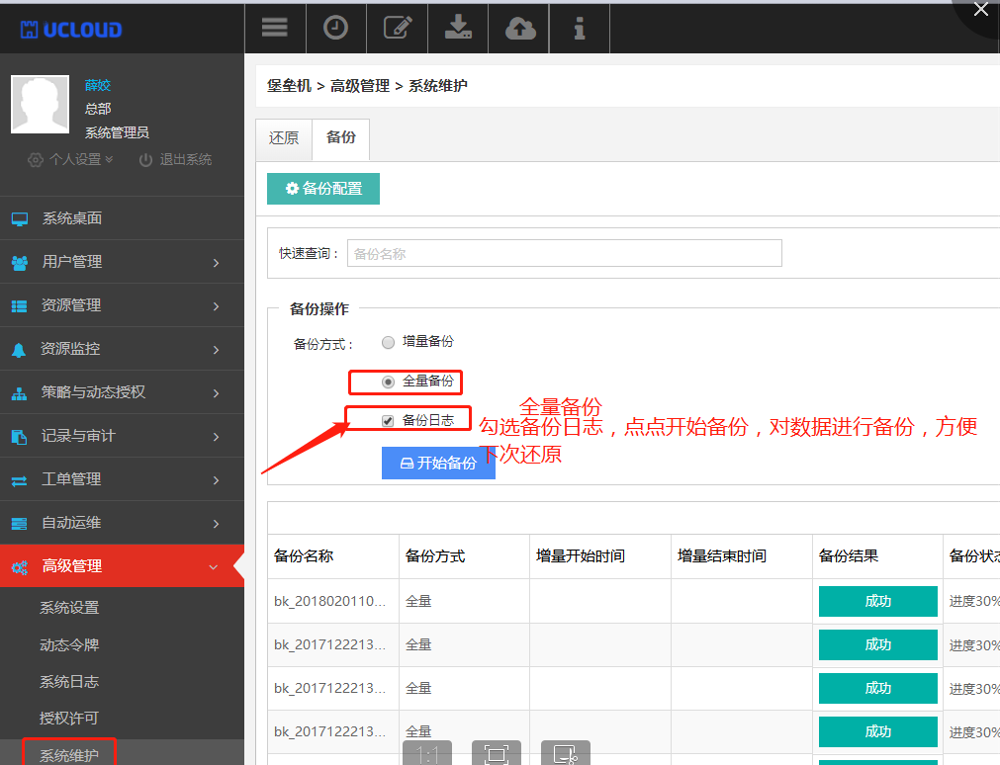 UCLOUD
薛姣
总部
系统管理员
个人设置
退出系统
系统桌面
用户管理
资源管理
资源监控
策略与动态授权
记录与审计
工单管理
自动运维
高级管理
系统设置
动态令牌
系统日志
授权许可
系统维护
堡垒机 > 高级管理 > 系统维护
还原 备份
备份配置
快速查询： 备份名称
备份操作
备份方式： 增量备份
全量备份
备份日志
全量备份
勾选备份日志，点点开始备份，对数据进行备份，方便
下次还原
开始备份
备份名称 备份方式 增量开始时间 增量结束时间 备份结果 备份状态
bk_2018020110... 全量 成功 进度30%
bk_2017122213... 全量 成功 进度30%
bk_2017122213... 全量 成功 进度30%
bk_2017122213... 全量 成功 进度30%
1:1